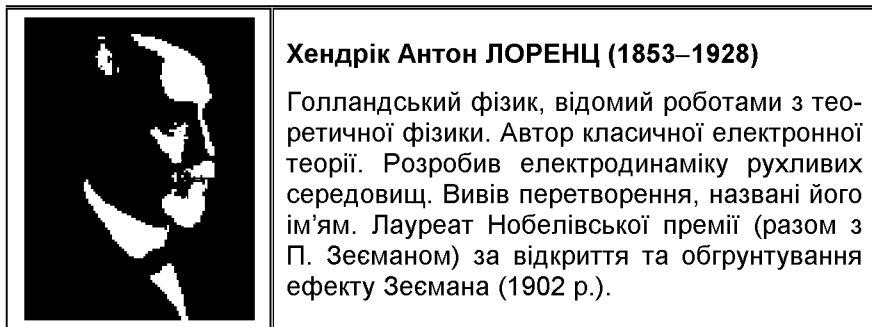 Хендрік Антон ЛОРЕНЦ (1853–1928)
Голландський фізик, відомий роботами з тео-
ретичної фізики. Автор класичної електронної
теорії. Розробив електродинаміку рухливих
середовищ. Вивів перетворення, названі його
ім’ям. Лауреат Нобелівської премії (разом з
П. Зеєманом) за відкриття та обгрунтування
ефекту Зеємана (1902 р.).